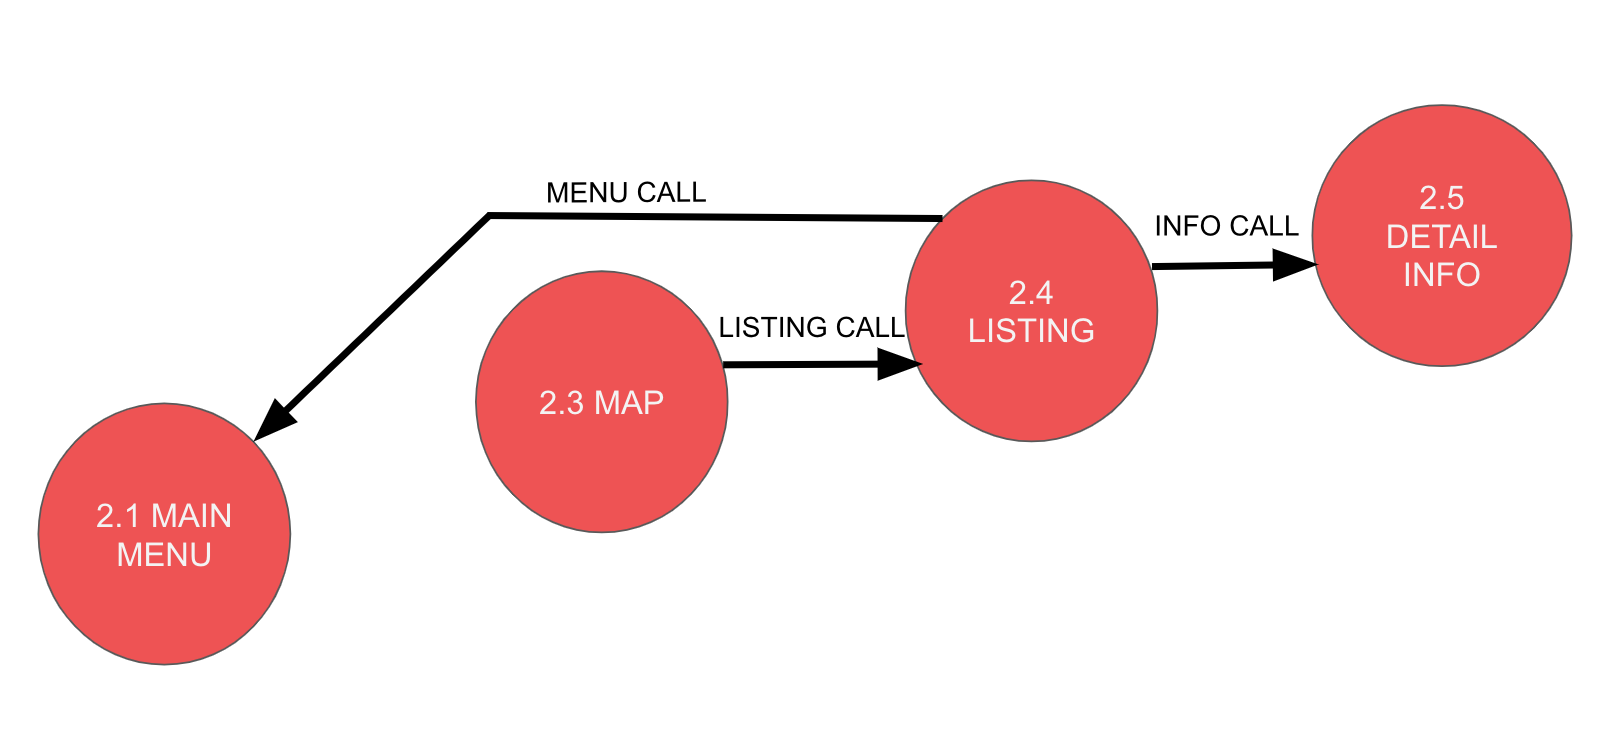 MENU CALL
INFO CALL
2.5
DETAIL
INFO
2.4
LISTING
LISTING CALL
2.3 MAP
2.1 MAIN
MENU